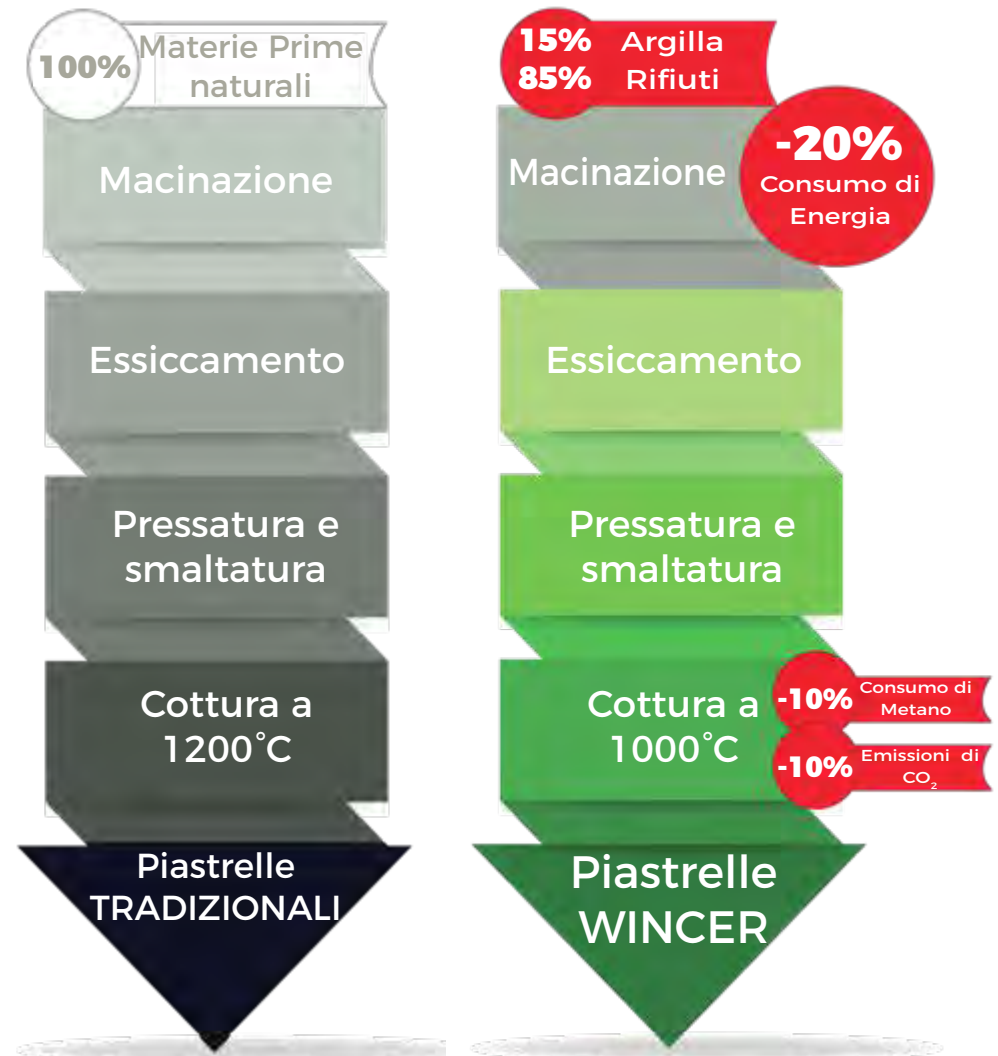 100%
Materie Prime
naturali
Macinazione
Essiccamento
Pressatura e
smaltatura
Cottura a
1200°C
Piastrelle
TRADIZIONALI
15% Argilla
85% Rifiuti
Macinazione
-20%
Consumo di
Energia
Essiccamento
Pressatura e
smaltatura
Cottura a
1000°C
-10%
Consumo di
Metano
-10%
Emissioni di
CO₂
Piastrelle
WINCER